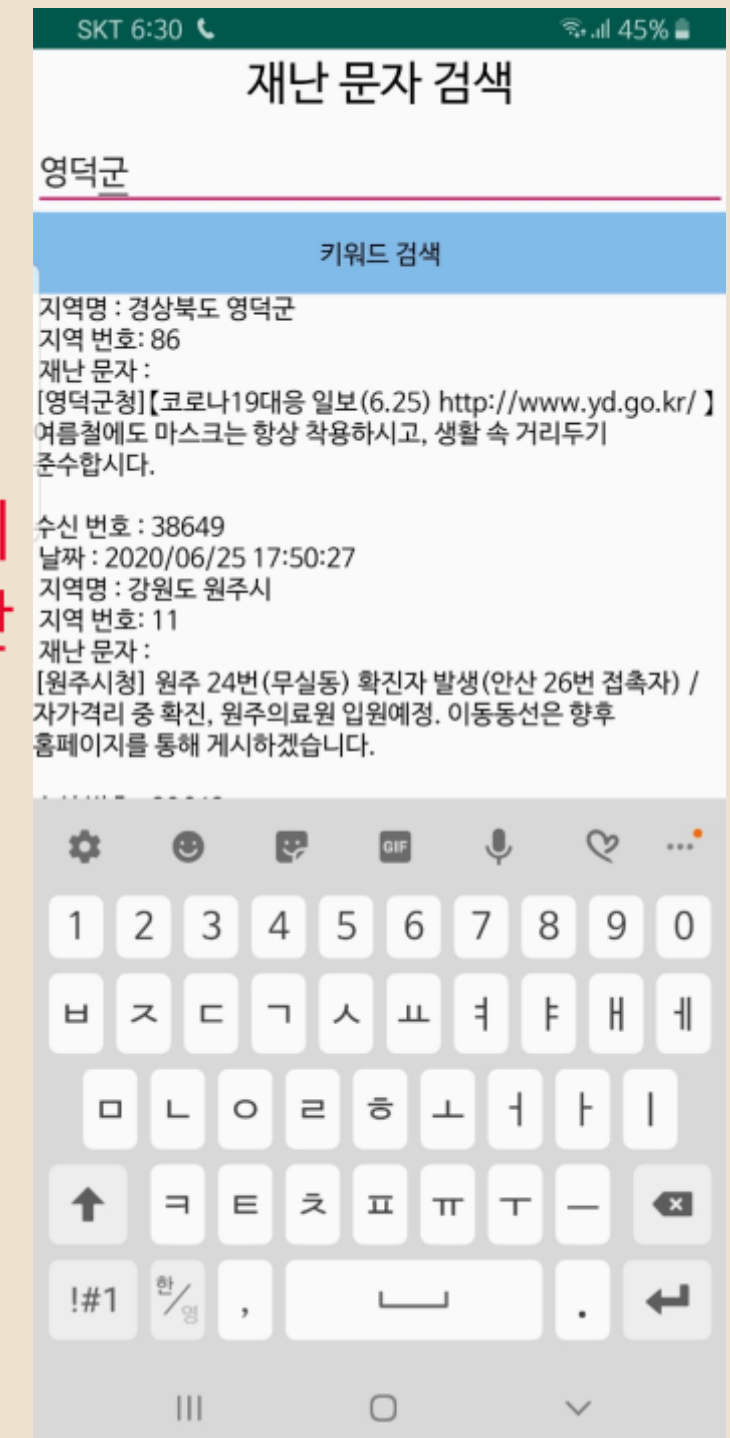 SKT 6:30 45%
재난 문자 검색
영덕군
키워드 검색
지역명 : 경상북도 영덕군
지역 번호: 86
재난 문자 :
[영덕군청]【코로나19대응 일보(6.25) http://www.yd.go.kr/ 】
여름철에도 마스크는 항상 착용하시고, 생활 속 거리두기
준수합시다.
수신 번호 : 38649
날짜 : 2020/06/25 17:50:27
지역명 : 강원도 원주시
지역 번호: 11
재난 문자 :
[원주시청] 원주 24번(무실동) 확진자 발생(안산 26번 접촉자) /
자가격리 중 확진, 원주의료원 입원예정. 이동동선은 향후
홈페이지를 통해 게시하겠습니다.
GIF
1 2 3 4 5 6 7 8 9 0
ㅂ ㅈ ㄷ ㄱ ㅅ ㅛ ㅕ ㅑ ㅐ ㅔ
ㅁ ㄴ ㅇ ㄹ ㅎ ㅗ ㅓ ㅏ ㅣ
ㅋ ㅌ ㅊ ㅍ ㅠ ㅜ ㅡ
!#1 한/영 , .